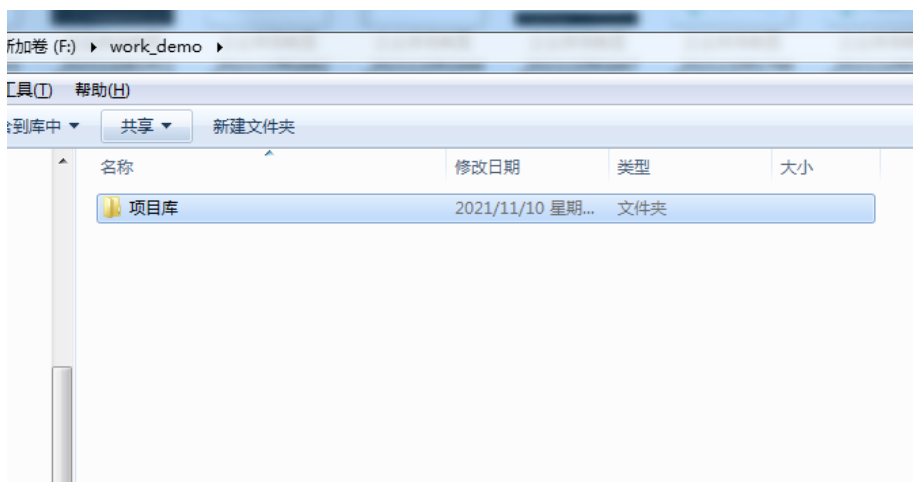 新加卷 (F:) ▸ work_demo ▸
工具(T) 帮助(H)
含到库中 ▼ 共享 ▼ 新建文件夹
名称 修改日期 类型 大小
项目库 2021/11/10 星期... 文件夹